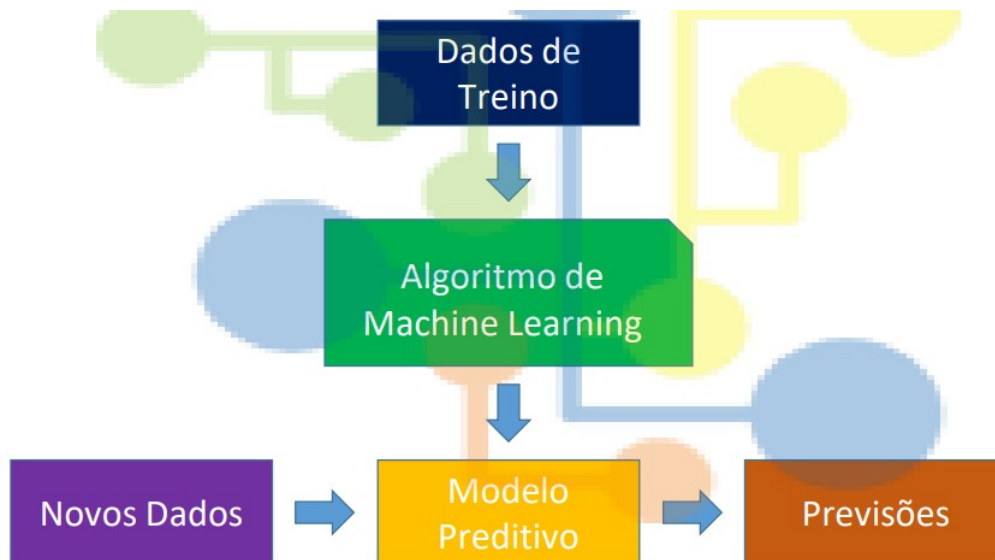 Dados de
Treino
Algoritmo de
Machine Learning
Novos Dados
Modelo
Preditivo
Previsões